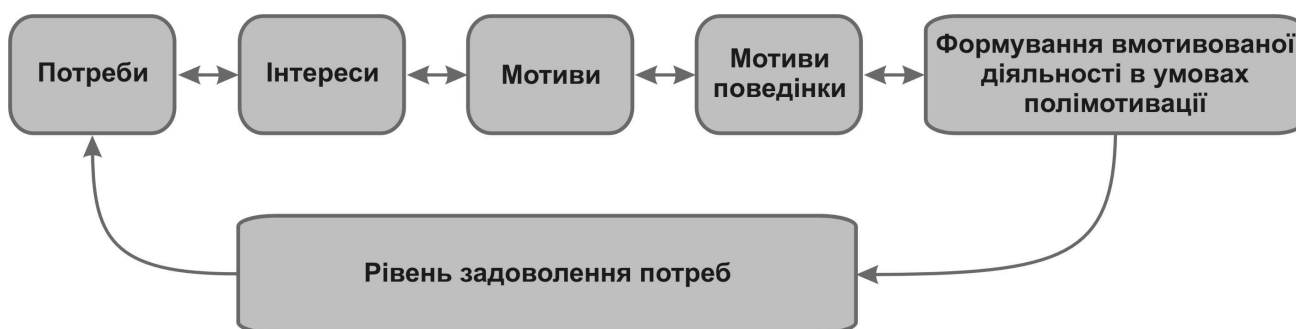 Потреби
Інтереси
Мотиви
Мотиви
поведінки
Формування вмотивованої
діяльності в умовах
полімотивації
Рівень задоволення потреб